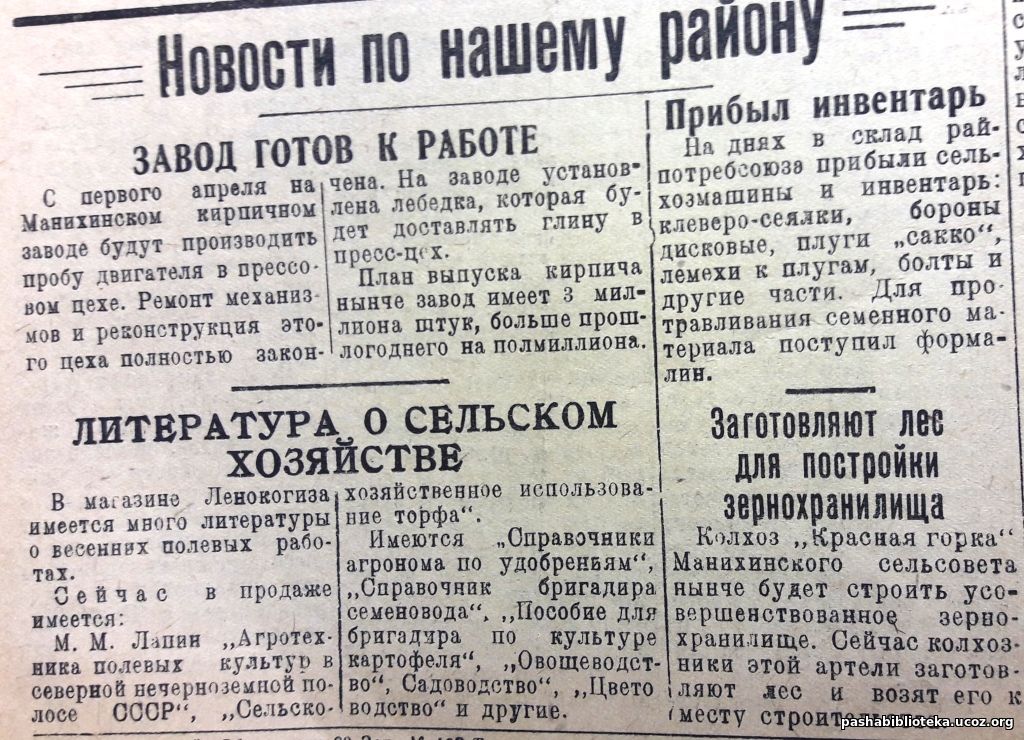 Новости по нашему району
ЗАВОД ГОТОВ К РАБОТЕ
С первого апреля на
Манихинском кирпичном
заводе будут производить
пробу двигателя в прессо-
вом цехе. Ремонт механиз-
мов и реконструкция это-
го цеха полностью закон-
чена. На заводе установ-
лена лебедка, которая бу-
дет доставлять глину в
пресс-цех.
План выпуска кирпича
нынче завод имеет 3 мил-
лиона штук, больше прош-
логоднего на полмиллиона.
ЛИТЕРАТУРА О СЕЛЬСКОМ
ХОЗЯЙСТВЕ
В магазине Ленокогиза
имеется много литературы
о весенних полевых рабо-
тах.
Сейчас в продаже
имеется:
М. М. Лапин „Агротех-
ника полевых культур в
северной нечерноземной по-
лосе СССР“, „Сельско-
хозяйственное использова-
ние торфа“.
Имеются „Справочники
агронома по удобреньям“,
„Справочник бригадира
семеновода“, „Пособие для
бригадира по культуре
картофеля“, „Овощеводст-
во“, Садоводство“, „Цвето
водство“ и другие.
Прибыл инвентарь
На днях в склад рай-
потребсоюза прибыли сель-
хозмашины и инвентарь:
клеверо-сеялки, бороны
дисковые, плуги „сакко“,
лемехи к плугам, болты и
другие части. Для про-
травливания семенного ма-
териала поступил форма-
лин.
Заготовляют лес
для постройки
зернохранилища
Колхоз „Красная горка“
Манихинского сельсовета
нынче будет строить усо-
вершенствованное зерно-
хранилище. Сейчас колхоз-
ники этой артели заготов-
ляют лес и возят его к
месту
pashabiblioteka.ucoz.org